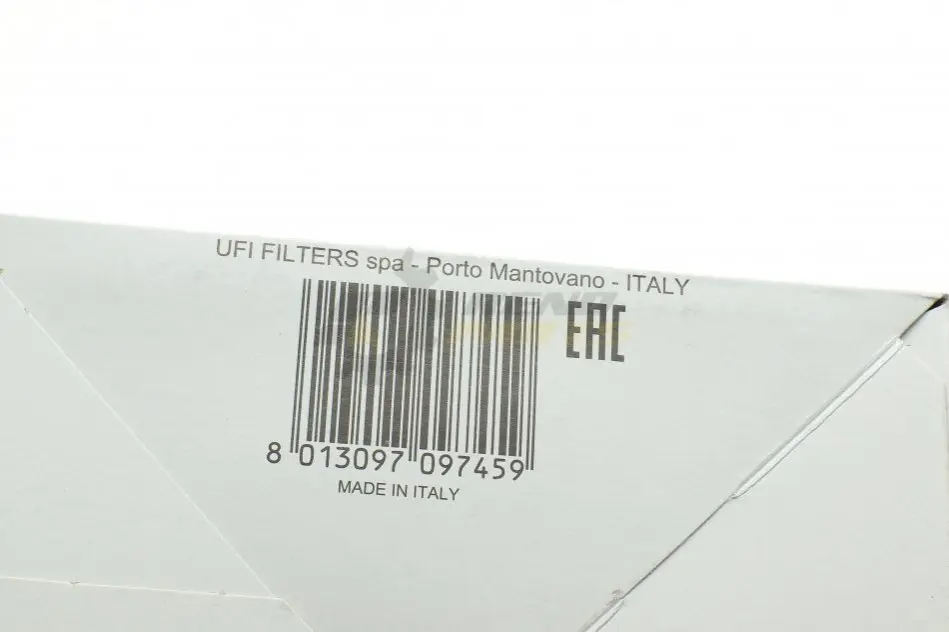 UFI FILTERS spa - Porto Mantovano - ITALY
EAC
8 013097 097459
MADE IN ITALY